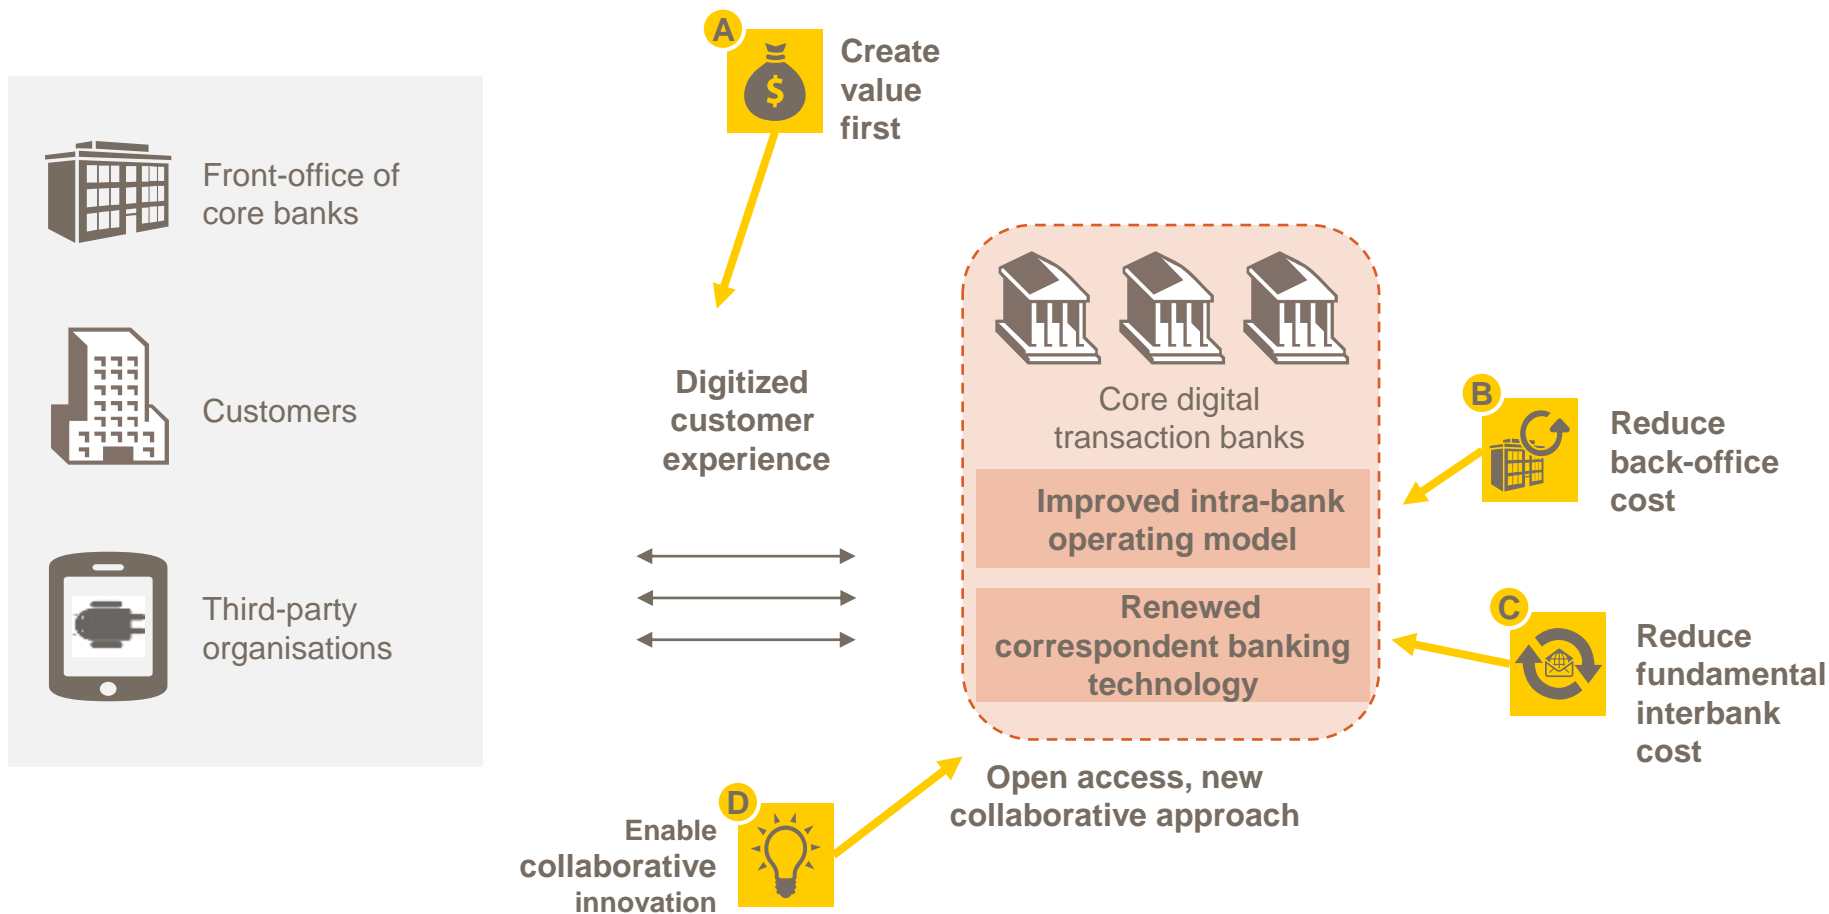 A
Create
value
first
Front-office of
core banks
Customers
Third-party
organisations
Digitized
customer
experience
Core digital
transaction banks
Improved intra-bank
operating model
Renewed
correspondent banking
technology
B
Reduce
back-office
cost
C
Reduce
fundamental
interbank
cost
Open access, new
collaborative approach
D
Enable
collaborative
innovation
$